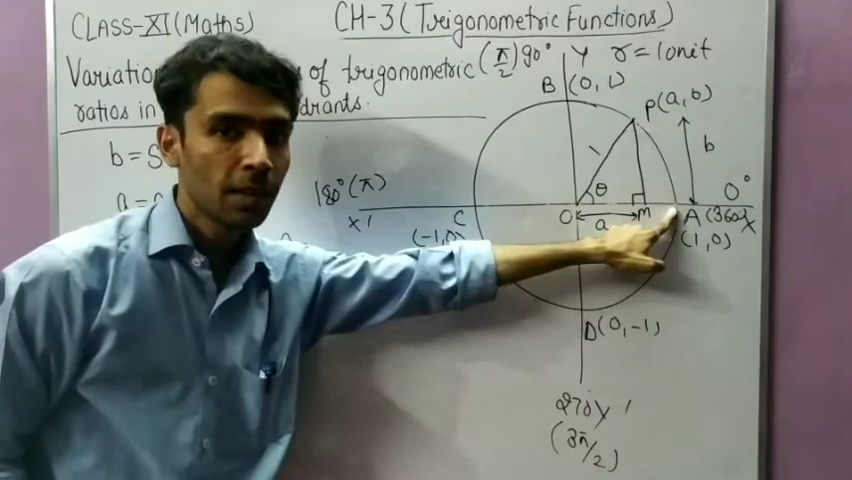 CLASS-XI (Maths)
CH-3 (Trigonometric Functions)
Variation of trigonometric
ratios in
(π/2) 90°
Y
r = 1 unit
B (0, 1)
P(a, b)
b =
1
b
180° (π)
θ
0°
a =
X'
C
O
M
A (360°)
X
(-1, 0)
a
(1, 0)
D (0, -1)
270° Y'
(3π/2)